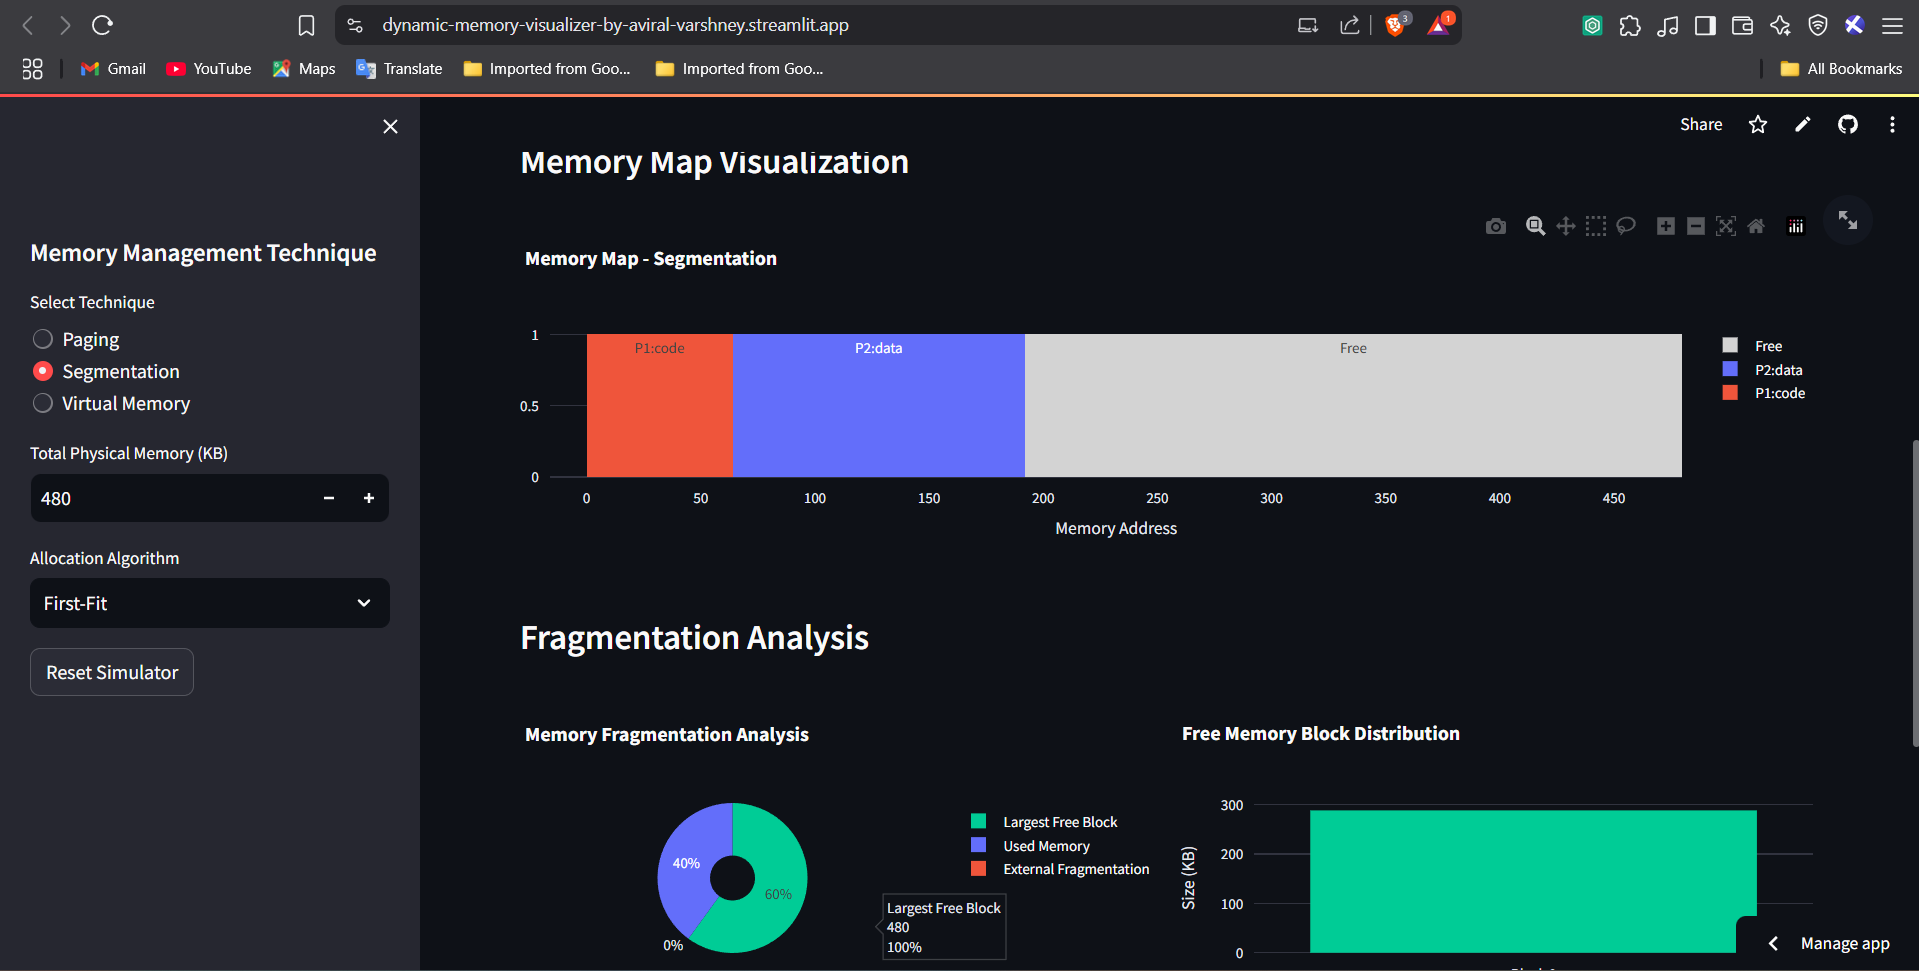 dynamic-memory-visualizer-by-aviral-varshney.streamlit.app
3
1
Gmail
YouTube
Maps
Translate
Imported from Goo...
Imported from Goo...
All Bookmarks
Share
Memory Management Technique
Select Technique
Paging
Segmentation
Virtual Memory
Total Physical Memory (KB)
480
Allocation Algorithm
First-Fit
Reset Simulator
Memory Map Visualization
Memory Map - Segmentation
1
0.5
0
P1:code
P2:data
Free
0 50 100 150 200 250 300 350 400 450
Memory Address
Free
P2:data
P1:code
Fragmentation Analysis
Memory Fragmentation Analysis
40%
60%
0%
Largest Free Block
Used Memory
External Fragmentation
Largest Free Block
480
100%
Free Memory Block Distribution
Size (KB)
300
200
100
0
Manage app